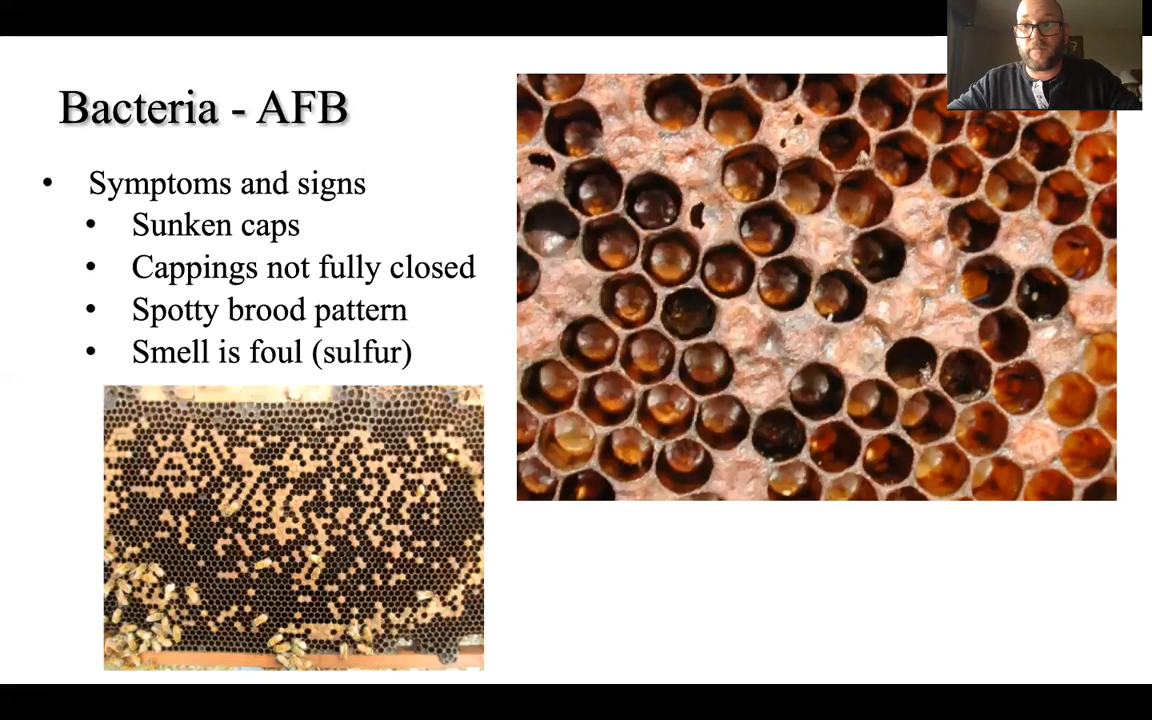 Bacteria - AFB
• Symptoms and signs
• Sunken caps
• Cappings not fully closed
• Spotty brood pattern
• Smell is foul (sulfur)